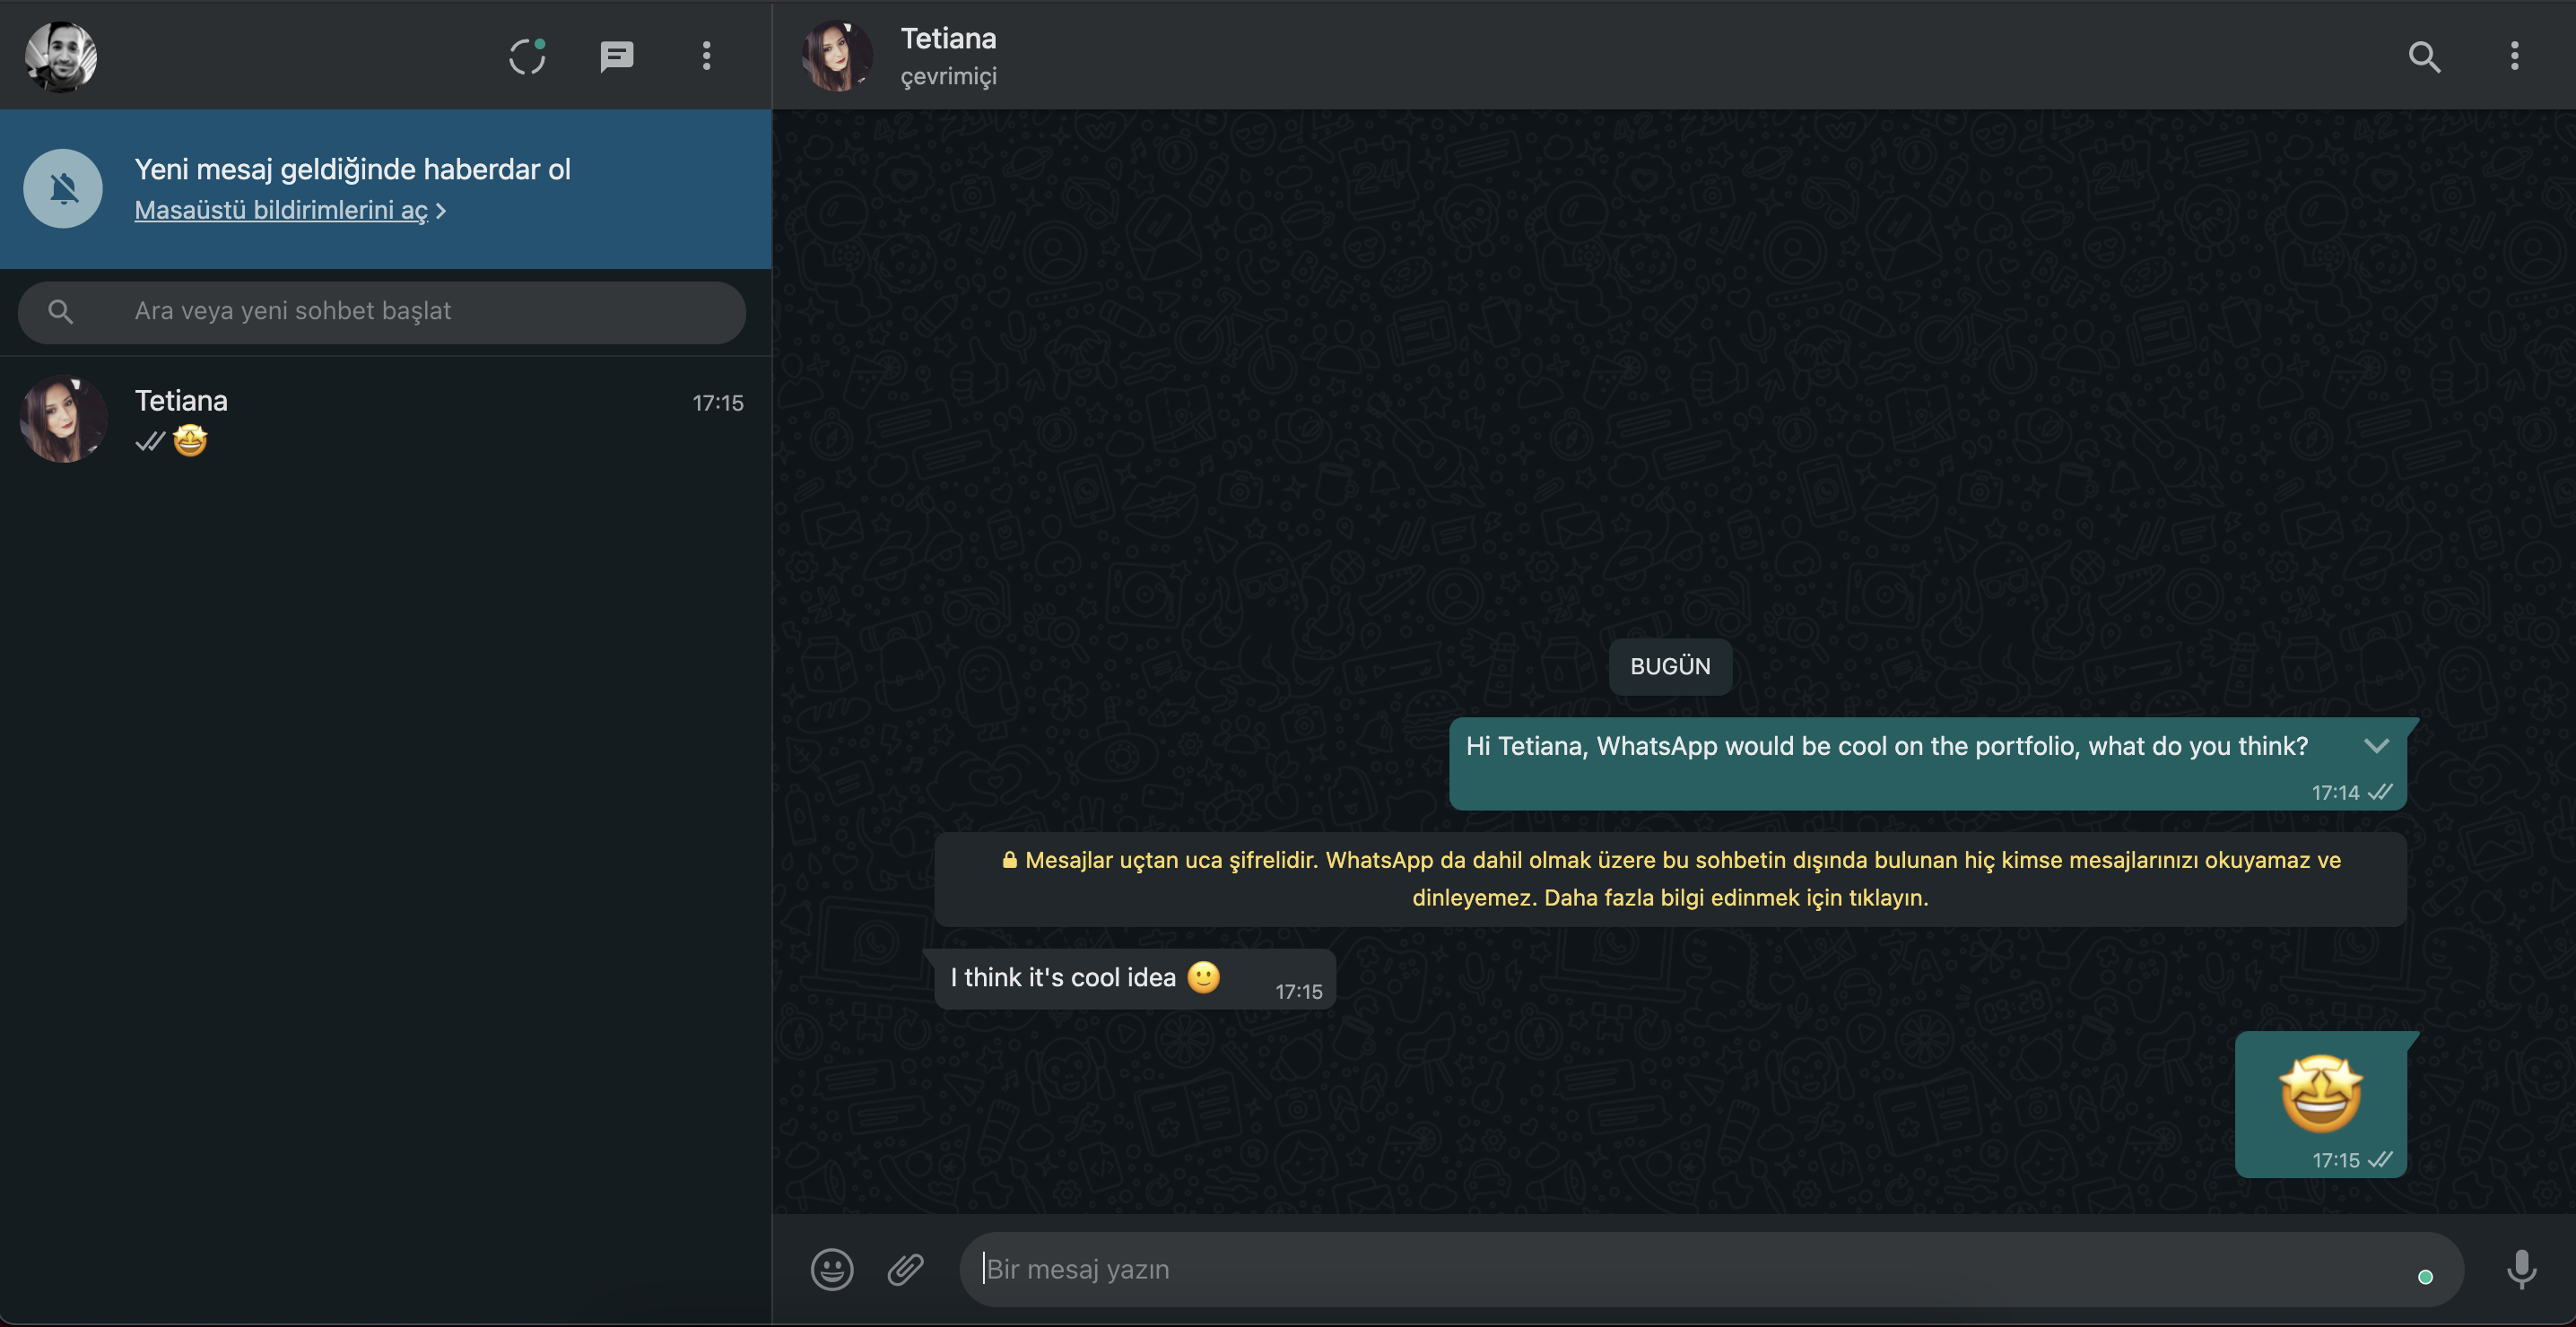 Yeni mesaj geldiğinde haberdar ol
Masaüstü bildirimlerini aç >
Ara veya yeni sohbet başlat
Tetiana
17:15
🤩
Tetiana
çevrimiçi
BUGÜN
Hi Tetiana, WhatsApp would be cool on the portfolio, what do you think?
17:14
Mesajlar uçtan uca şifrelidir. WhatsApp da dahil olmak üzere bu sohbetin dışında bulunan hiç kimse mesajlarınızı okuyamaz ve
dinleyemez. Daha fazla bilgi edinmek için tıklayın.
I think it's cool idea 🙂
17:15
🤩
17:15
Bir mesaj yazın